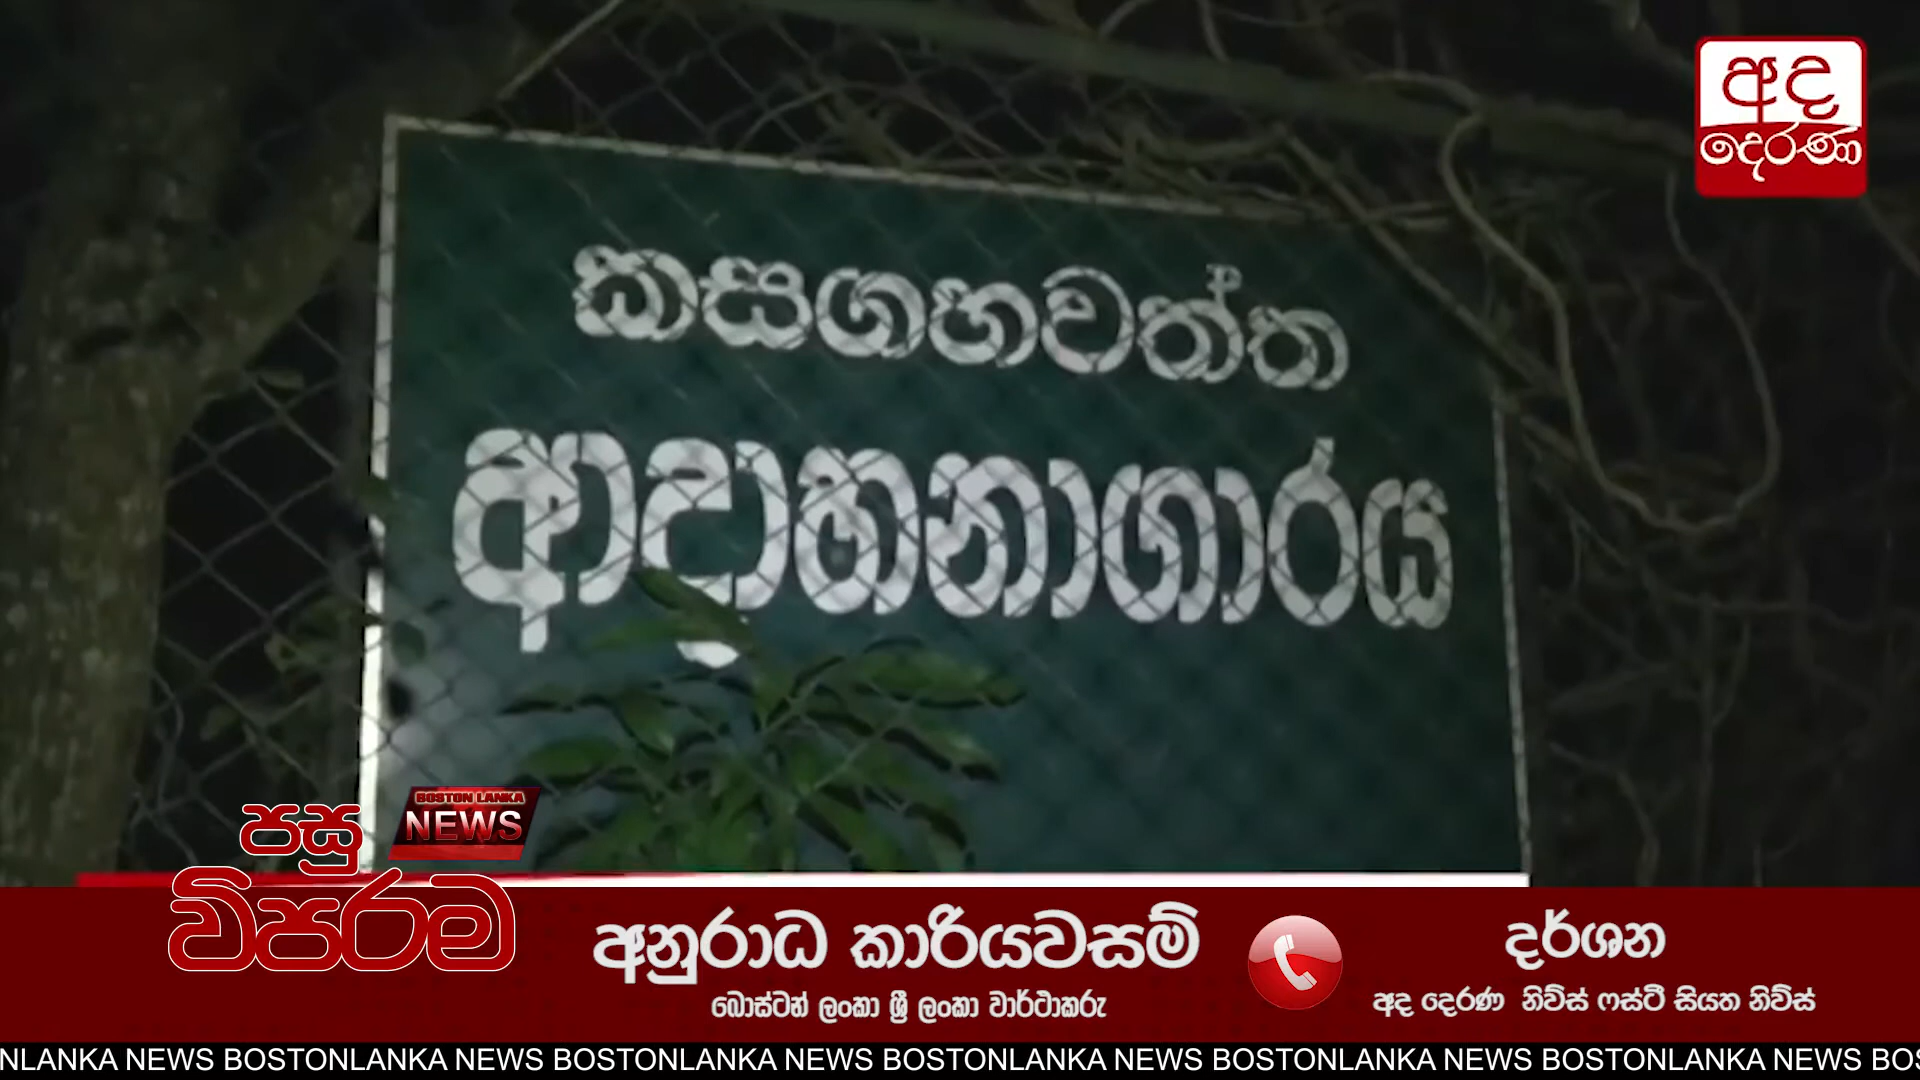 අද
දෙරණ
කසගහවත්ත
ආදාහනාගාරය
BOSTON LANKA
NEWS
පසු
විපරම
අනුරාධ කාරියවසම්
බොස්ටන් ලංකා ශ්‍රී ලංකා වාර්ථාකරු
දර්ශන
අද දෙරණ නිව්ස් ෆස්ටී සියත නිව්ස්
NLANKA NEWS BOSTONLANKA NEWS BOSTONLANKA NEWS BOSTONLANKA NEWS BOSTONLANKA NEWS BOSTONLANKA NEWS BOS